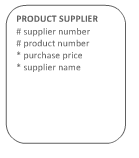 PRODUCT SUPPLIER
# supplier number
# product number
* purchase price
* supplier name